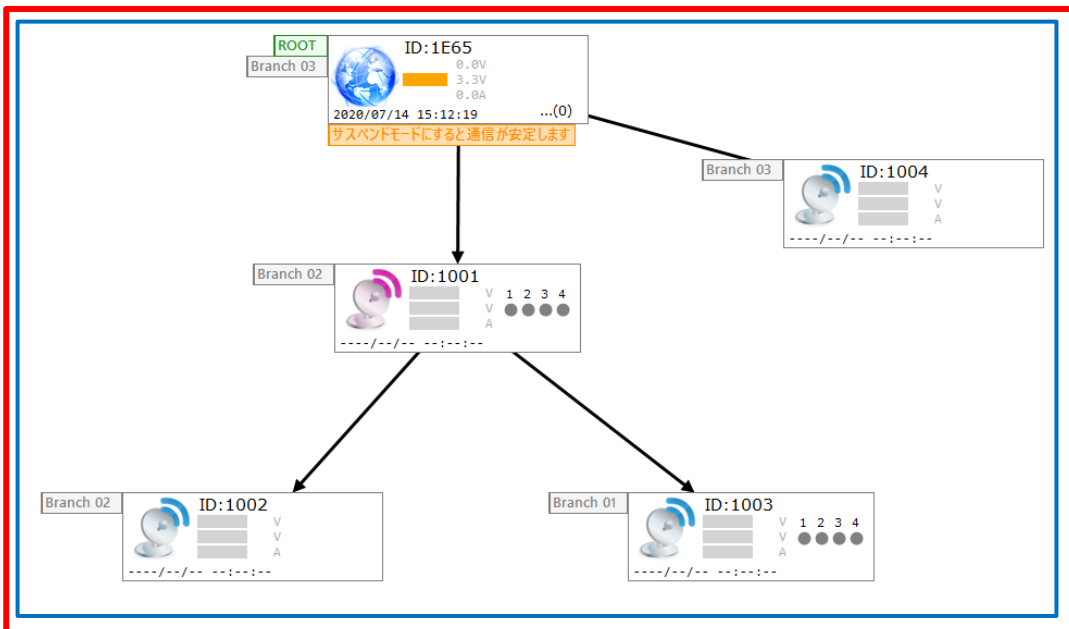 ROOT
Branch 03
ID:1E65
0.0V
3.3V
0.0A
2020/07/14 15:12:19 ...(0)
サスペンドモードにすると通信が安定します
Branch 03
ID:1004
V
V
A
----/--/-- --:--:--
Branch 02
ID:1001
V 1 2 3 4
V
A
----/--/-- --:--:--
Branch 02
ID:1002
V
V
A
----/--/-- --:--:--
Branch 01
ID:1003
V 1 2 3 4
V
A
----/--/-- --:--:--